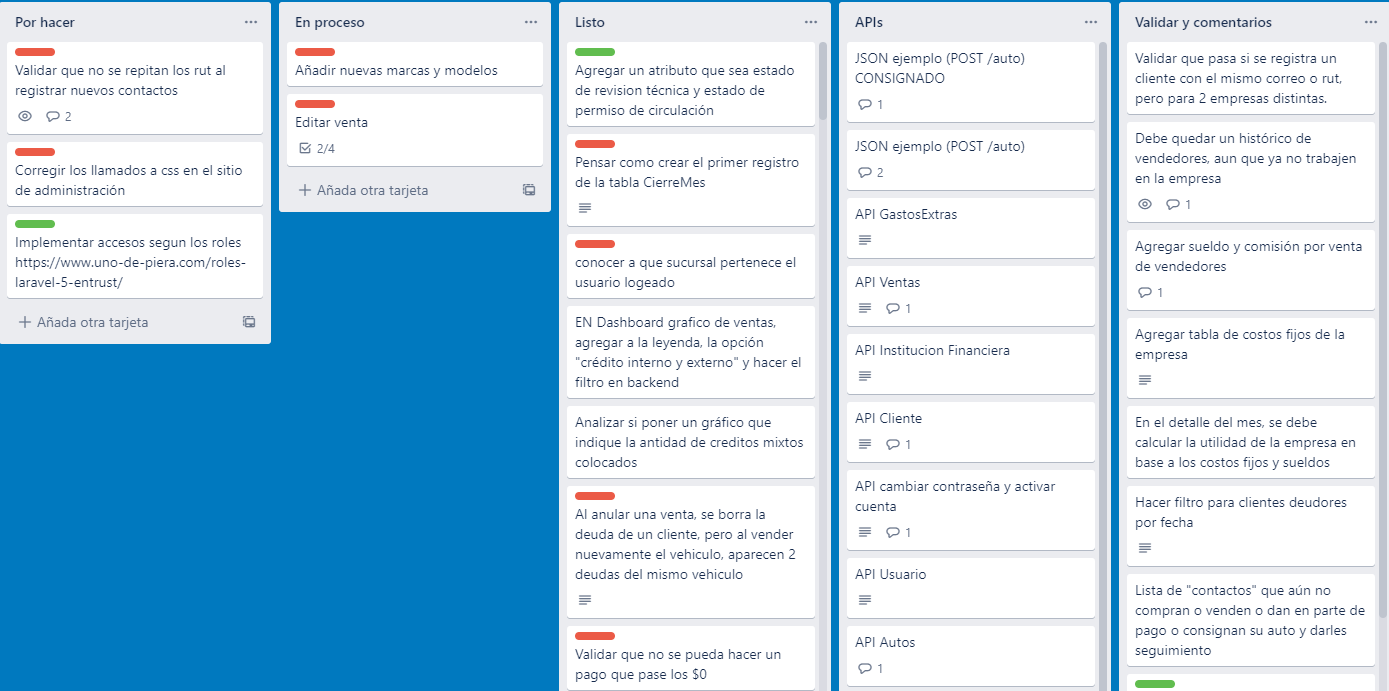 Por hacer
Validar que no se repitan los rut al
registrar nuevos contactos
2
Corregir los llamados a css en el sitio
de administración
Implementar accesos segun los roles
https://www.uno-de-piera.com/roles-
laravel-5-entrust/
Añada otra tarjeta
En proceso
Añadir nuevas marcas y modelos
Editar venta
2/4
Añada otra tarjeta
Listo
Agregar un atributo que sea estado
de revision técnica y estado de
permiso de circulación
Pensar como crear el primer registro
de la tabla CierreMes
conocer a que sucursal pertenece el
usuario logeado
EN Dashboard grafico de ventas,
agregar a la leyenda, la opción
"crédito interno y externo" y hacer el
filtro en backend
Analizar si poner un gráfico que
indique la antidad de creditos mixtos
colocados
Al anular una venta, se borra la
deuda de un cliente, pero al vender
nuevamente el vehiculo, aparecen 2
deudas del mismo vehiculo
Validar que no se pueda hacer un
pago que pase los $0
APIs
JSON ejemplo (POST /auto)
CONSIGNADO
1
JSON ejemplo (POST /auto)
2
API GastosExtras
API Ventas
1
API Institucion Financiera
API Cliente
1
API cambiar contraseña y activar
cuenta
1
API Usuario
API Autos
1
Validar y comentarios
Validar que pasa si se registra un
cliente con el mismo correo o rut,
pero para 2 empresas distintas.
Debe quedar un histórico de
vendedores, aun que ya no trabajen
en la empresa
1
Agregar sueldo y comisión por venta
de vendedores
1
Agregar tabla de costos fijos de la
empresa
En el detalle del mes, se debe
calcular la utilidad de la empresa en
base a los costos fijos y sueldos
Hacer filtro para clientes deudores
por fecha
Lista de "contactos" que aún no
compran o venden o dan en parte de
pago o consignan su auto y darles
seguimiento